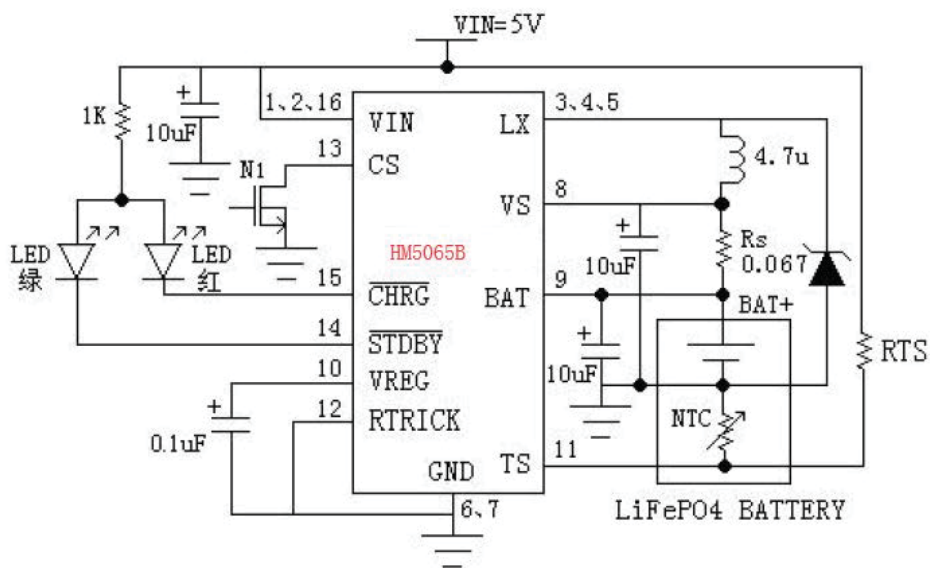 VIN=5V
1K
10uF
1、2、16
VIN
3、4、5
LX
4.7u
13
CS
N1
8
VS
Rs
0.067
LED
绿
LED
红
HM5065B
10uF
15
CHRG
9
BAT
BAT+
14
STDBY
10uF
RTS
10
VREG
0.1uF
12
RTRICK
NTC
11
TS
GND
6、7
LiFePO4 BATTERY